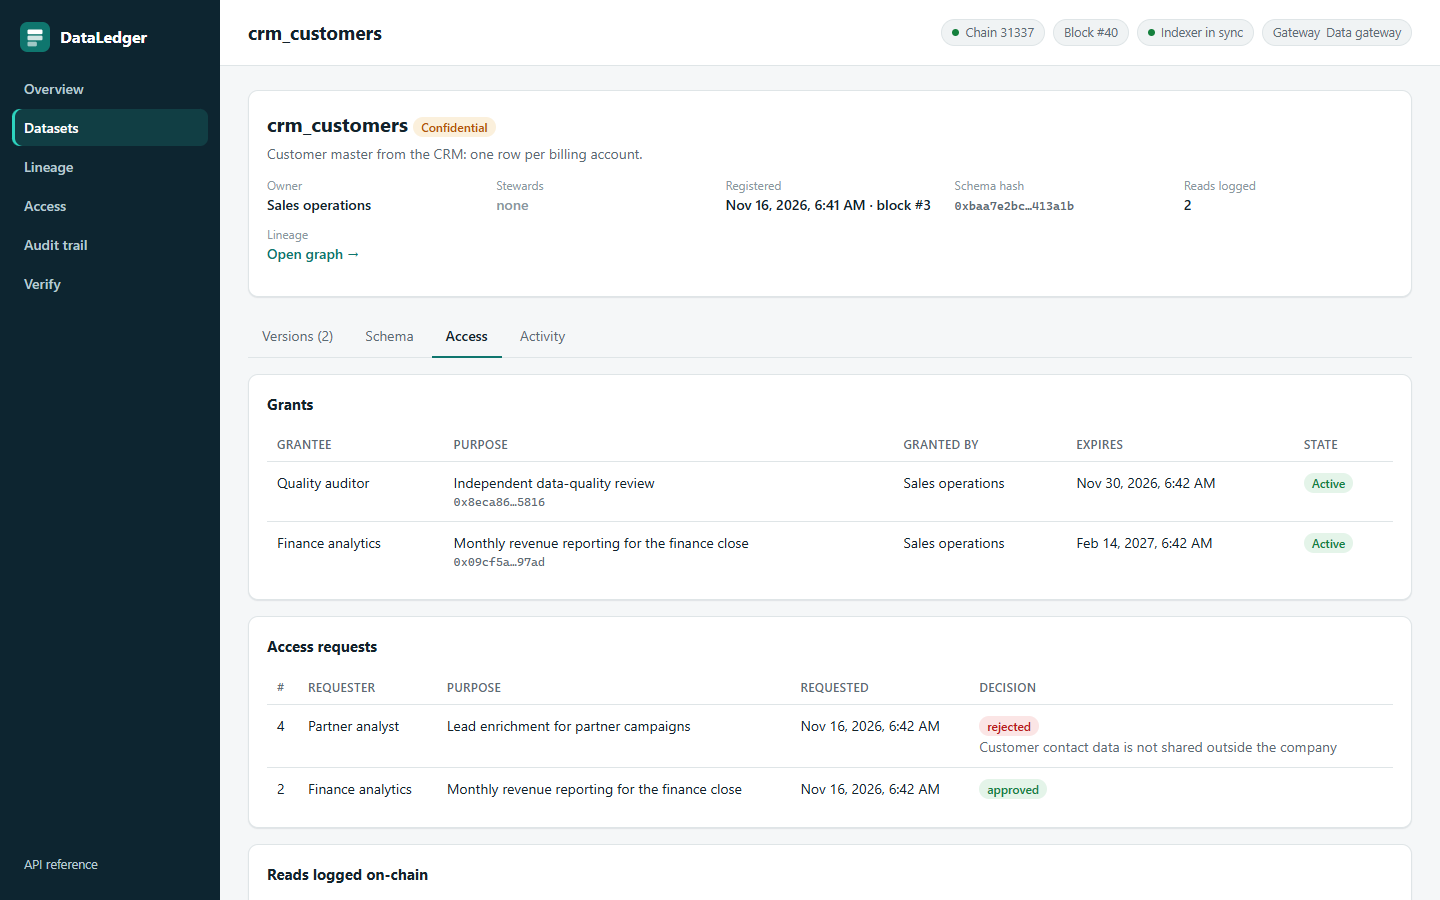 DataLedger
Overview
Datasets
Lineage
Access
Audit trail
Verify
API reference
crm_customers
Chain 31337
Block #40
Indexer in sync
Gateway Data gateway
crm_customers Confidential
Customer master from the CRM: one row per billing account.
Owner
Sales operations
Stewards
none
Registered
Nov 16, 2026, 6:41 AM · block #3
Schema hash
0xbaa7e2bc…413a1b
Reads logged
2
Lineage
Open graph →
Versions (2) Schema Access Activity
Grants
GRANTEE PURPOSE GRANTED BY EXPIRES STATE
Quality auditor Independent data-quality review Sales operations Nov 30, 2026, 6:42 AM Active
0x8eca86…5816
Finance analytics Monthly revenue reporting for the finance close Sales operations Feb 14, 2027, 6:42 AM Active
0x09cf5a…97ad
Access requests
# REQUESTER PURPOSE REQUESTED DECISION
4 Partner analyst Lead enrichment for partner campaigns Nov 16, 2026, 6:42 AM rejected
Customer contact data is not shared outside the company
2 Finance analytics Monthly revenue reporting for the finance close Nov 16, 2026, 6:42 AM approved
Reads logged on-chain